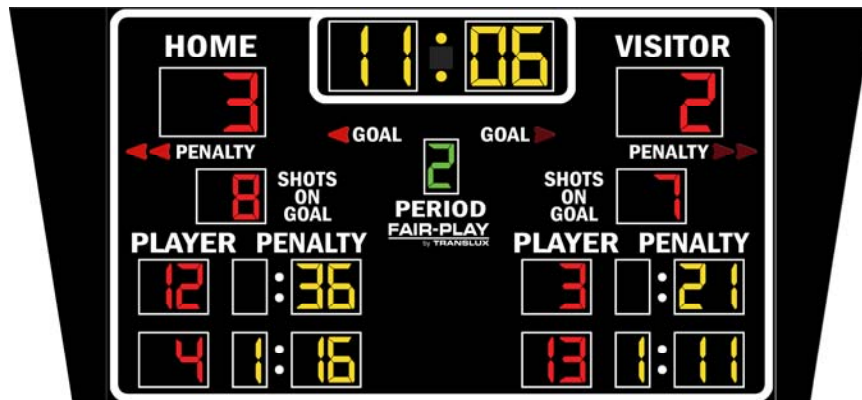 HOME 11:06 VISITOR
3 2
GOAL GOAL
PENALTY 2 PENALTY
8 SHOTS ON GOAL SHOTS ON GOAL 7
PERIOD
FAIR-PLAY
by TRANSLUX
PLAYER PENALTY PLAYER PENALTY
12 :36 3 :21
4 1:16 13 1:11